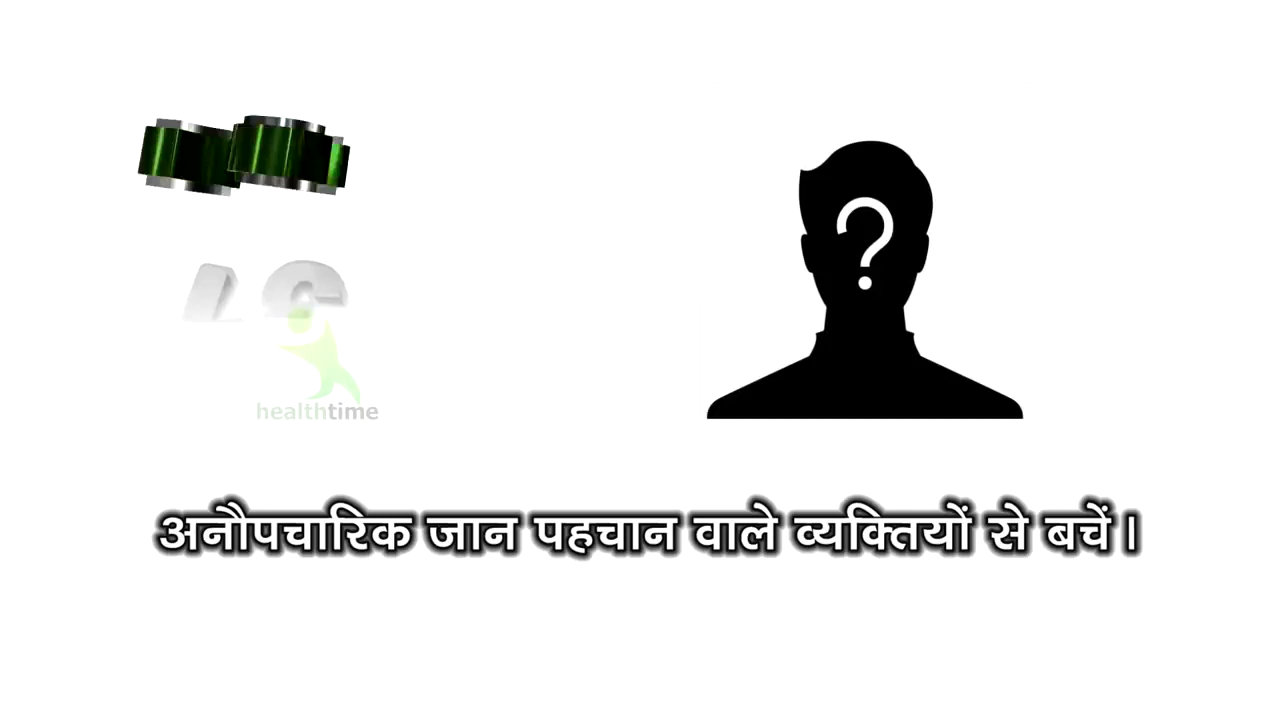 ?
healthtime
अनौपचारिक जान पहचान वाले व्यक्तियों से बचें।